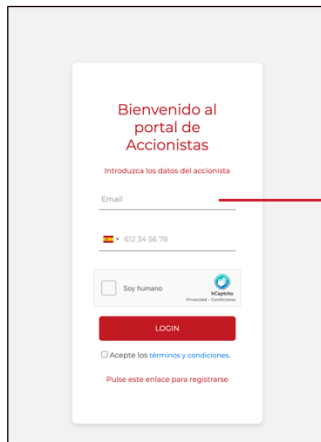 Bienvenido al
portal de
Accionistas
Introduzca los datos del accionista
Email
612 34 56 78
Soy humano
hCaptcha
Privacidad - Condiciones
LOGIN
Acepte los términos y condiciones.
Pulse este enlace para registrarse